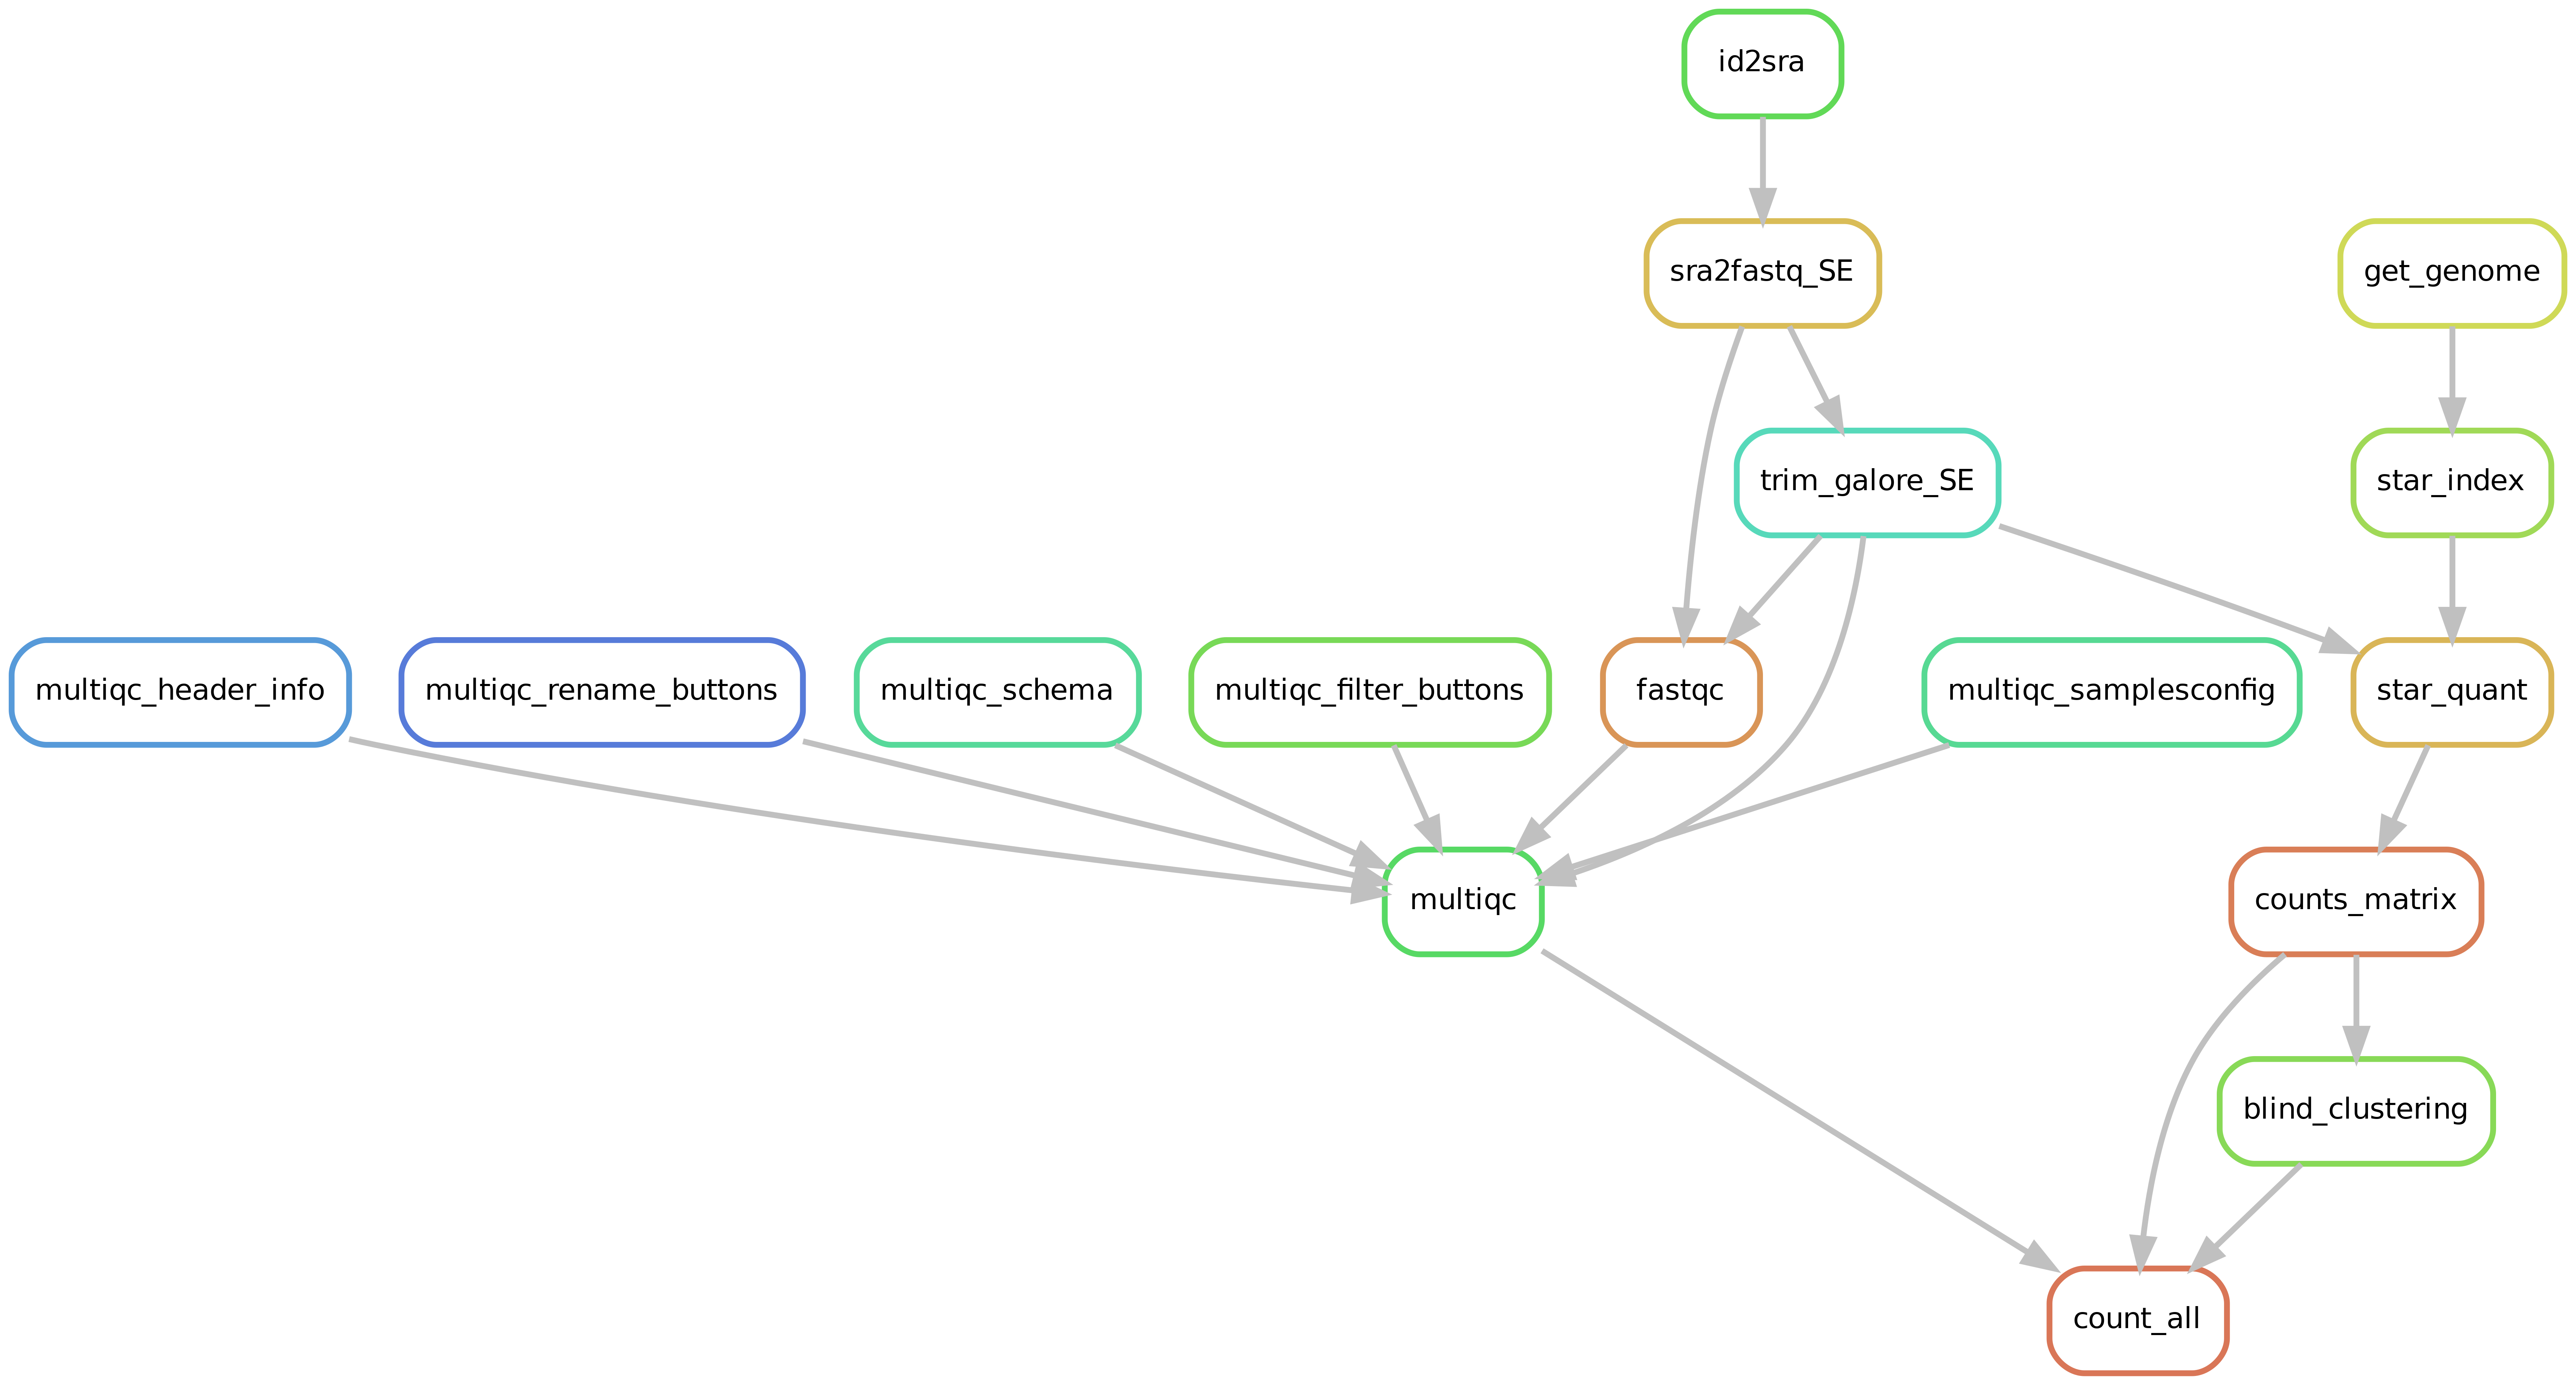 id2sra
sra2fastq_SE
get_genome
trim_galore_SE
star_index
multiqc_header_info
multiqc_rename_buttons
multiqc_schema
multiqc_filter_buttons
fastqc
multiqc_samplesconfig
star_quant
multiqc
counts_matrix
blind_clustering
count_all